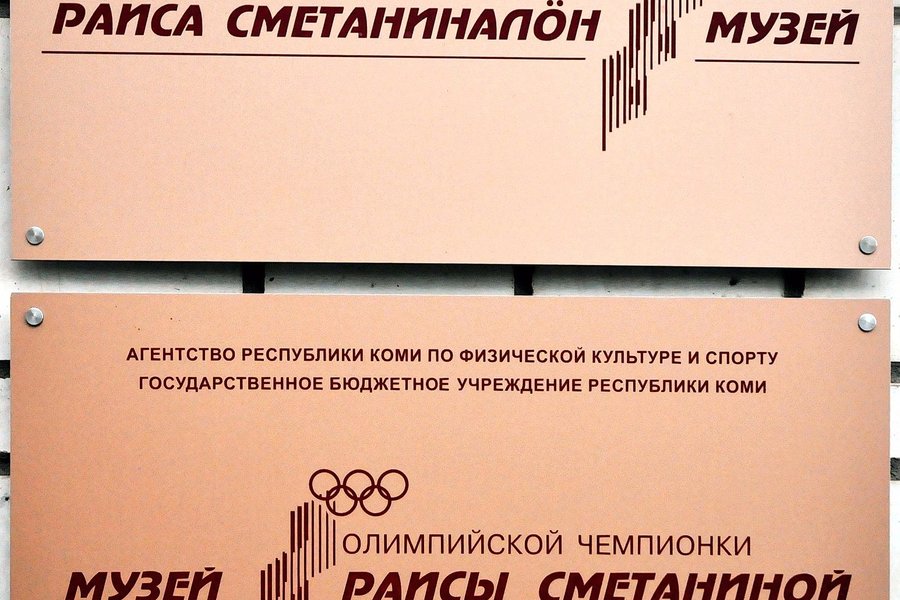 РАИСА СМЕТАНИНАЛӦН МУЗЕЙ
АГЕНТСТВО РЕСПУБЛИКИ КОМИ ПО ФИЗИЧЕСКОЙ КУЛЬТУРЕ И СПОРТУ
ГОСУДАРСТВЕННОЕ БЮДЖЕТНОЕ УЧРЕЖДЕНИЕ РЕСПУБЛИКИ КОМИ
ОЛИМПИЙСКОЙ ЧЕМПИОНКИ
МУЗЕЙ РАИСЫ СМЕТАНИНОЙ